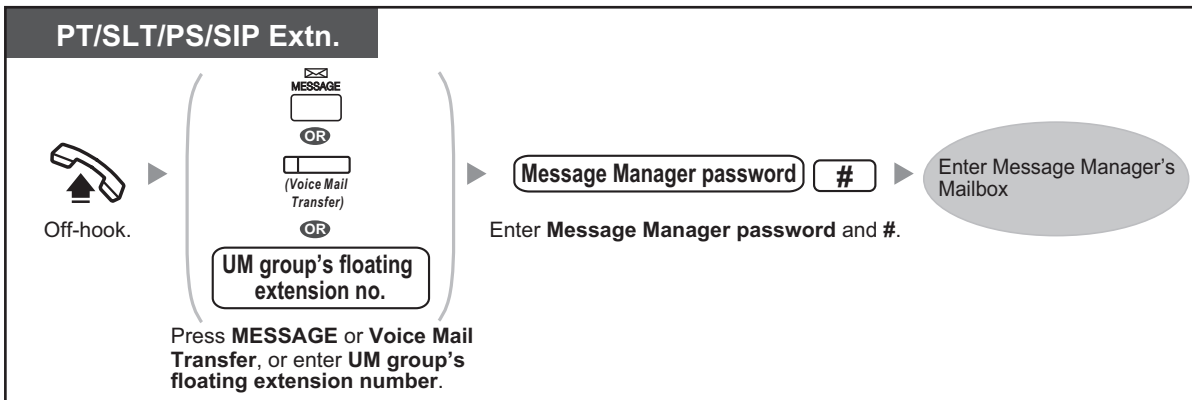 PT/SLT/PS/SIP Extn.
MESSAGE
OR
(Voice Mail
Transfer)
OR
UM group's floating
extension no.
Off-hook.
Press MESSAGE or Voice Mail
Transfer, or enter UM group's
floating extension number.
Message Manager password #
Enter Message Manager password and #.
Enter Message Manager's
Mailbox